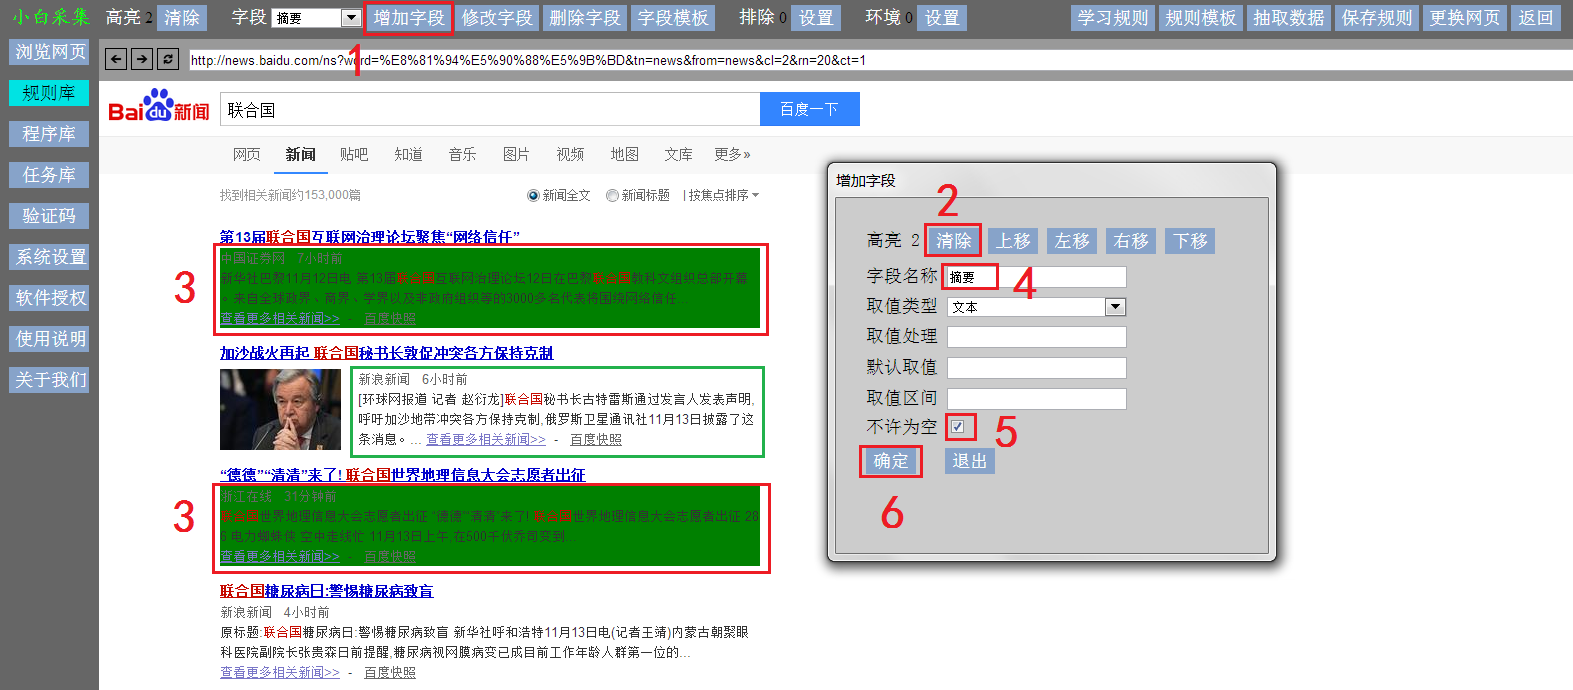 小白采集 高亮 2 清除 字段 摘要 增加字段 修改字段 删除字段 字段模板 排除 0 设置 环境 0 设置 学习规则 规则模板 抽取数据 保存规则 更换网页 返回
浏览网页
规则库
程序库
任务库
验证码
系统设置
软件授权
使用说明
关于我们
1
http://news.baidu.com/ns?word=%E8%81%94%E5%90%88%E5%9B%BD&tn=news&from=news&cl=2&rn=20&ct=1
Bai du 新闻 联合国 百度一下
网页 新闻 贴吧 知道 音乐 图片 视频 地图 文库 更多»
找到相关新闻约153,000篇 新闻全文 新闻标题 | 按焦点排序
第13届联合国互联网治理论坛聚焦“网络信任”
3
中国证券网 7小时前
新华社巴黎11月12日电 第13届联合国互联网治理论坛12日在巴黎联合国教科文组织总部开幕
。来自全球政界、商界、学界以及非政府组织等的3000多名代表将围绕网络信任...
查看更多相关新闻>> - 百度快照
加沙战火再起 联合国秘书长敦促冲突各方保持克制
新浪新闻 6小时前
[环球网报道 记者 赵衍龙]联合国秘书长古特雷斯通过发言人发表声明,
呼吁加沙地带冲突各方保持克制,俄罗斯卫星通讯社11月13日披露了这
条消息。... 查看更多相关新闻>> - 百度快照
“德德”“清清”来了! 联合国世界地理信息大会志愿者出征
3
浙江在线 31分钟前
联合国世界地理信息大会志愿者出征 “德德”“清清”来了! 联合国世界地理信息大会志愿者出征 28
6 电力蜘蛛侠 空中走线忙 11月13日上午,在500千伏乔司变到...
查看更多相关新闻>> - 百度快照
联合国糖尿病日:警惕糖尿病致盲
新浪新闻 4小时前
原标题:联合国糖尿病日:警惕糖尿病致盲 新华社呼和浩特11月13日电(记者王靖)内蒙古朝聚眼
科医院副院长张贵森日前提醒,糖尿病视网膜病变已成目前工作年龄人群第一位的...
查看更多相关新闻>> - 百度快照
增加字段
2
高亮 2 清除 上移 左移 右移 下移
字段名称 摘要 4
取值类型 文本
取值处理
默认取值
取值区间
不许为空 5
确定 退出
6